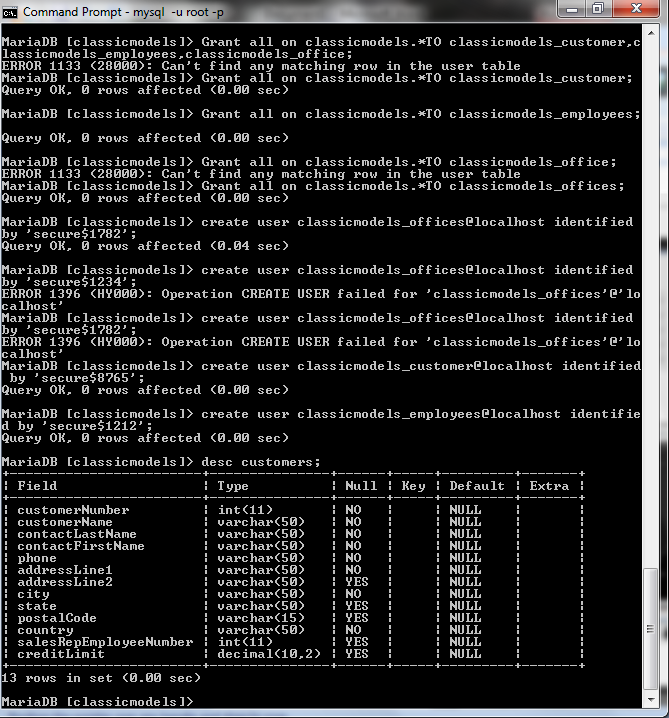 Command Prompt - mysql  -u root -p
MariaDB [classicmodels]> Grant all on classicmodels.*TO classicmodels_customer,c
lassicmodels_employees,classicmodels_office;
ERROR 1133 (28000): Can't find any matching row in the user table
MariaDB [classicmodels]> Grant all on classicmodels.*TO classicmodels_customer;
Query OK, 0 rows affected (0.00 sec)

MariaDB [classicmodels]> Grant all on classicmodels.*TO classicmodels_employees;

Query OK, 0 rows affected (0.00 sec)

MariaDB [classicmodels]> Grant all on classicmodels.*TO classicmodels_office;
ERROR 1133 (28000): Can't find any matching row in the user table
MariaDB [classicmodels]> Grant all on classicmodels.*TO classicmodels_offices;
Query OK, 0 rows affected (0.00 sec)

MariaDB [classicmodels]> create user classicmodels_offices@localhost identified
by 'secure$1782';
Query OK, 0 rows affected (0.04 sec)

MariaDB [classicmodels]> create user classicmodels_offices@localhost identified
by 'secure$1234';
ERROR 1396 (HY000): Operation CREATE USER failed for 'classicmodels_offices'@'lo
calhost'
MariaDB [classicmodels]> create user classicmodels_offices@localhost identified
by 'secure$1782';
ERROR 1396 (HY000): Operation CREATE USER failed for 'classicmodels_offices'@'lo
calhost'
MariaDB [classicmodels]> create user classicmodels_customer@localhost identified
 by 'secure$8765';
Query OK, 0 rows affected (0.00 sec)

MariaDB [classicmodels]> create user classicmodels_employees@localhost identifie
d by 'secure$1212';
Query OK, 0 rows affected (0.00 sec)

MariaDB [classicmodels]> desc customers;
+------------------------+---------------+------+-----+---------+-------+
| Field                  | Type          | Null | Key | Default | Extra |
+------------------------+---------------+------+-----+---------+-------+
| customerNumber         | int(11)       | NO   |     | NULL    |       |
| customerName           | varchar(50)   | NO   |     | NULL    |       |
| contactLastName        | varchar(50)   | NO   |     | NULL    |       |
| contactFirstName       | varchar(50)   | NO   |     | NULL    |       |
| phone                  | varchar(50)   | NO   |     | NULL    |       |
| addressLine1           | varchar(50)   | NO   |     | NULL    |       |
| addressLine2           | varchar(50)   | YES  |     | NULL    |       |
| city                   | varchar(50)   | NO   |     | NULL    |       |
| state                  | varchar(50)   | YES  |     | NULL    |       |
| postalCode             | varchar(15)   | YES  |     | NULL    |       |
| country                | varchar(50)   | NO   |     | NULL    |       |
| salesRepEmployeeNumber | int(11)       | YES  |     | NULL    |       |
| creditLimit            | decimal(10,2) | YES  |     | NULL    |       |
+------------------------+---------------+------+-----+---------+-------+
13 rows in set (0.00 sec)

MariaDB [classicmodels]>